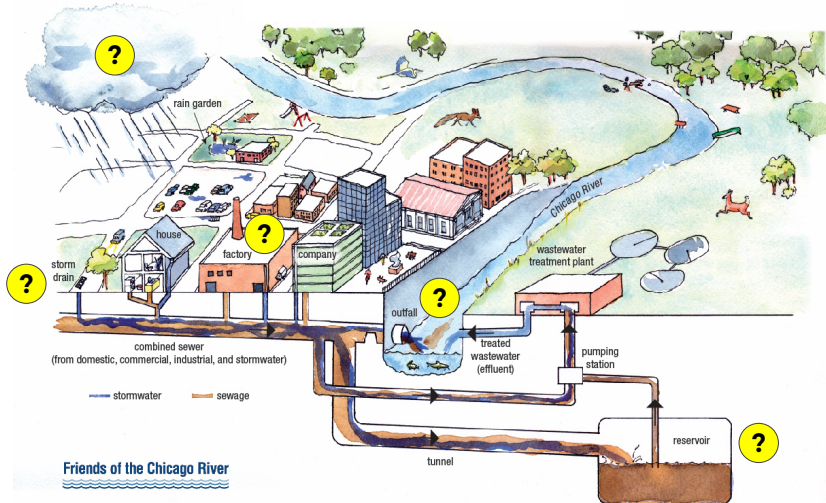 ?
rain garden
Chicago River
house
?
factory
company
storm
drain
?
wastewater
treatment plant
?
outfall
combined sewer
(from domestic, commercial, industrial, and stormwater)
treated
wastewater
(effluent)
pumping
station
stormwater
sewage
reservoir
?
tunnel
Friends of the Chicago River